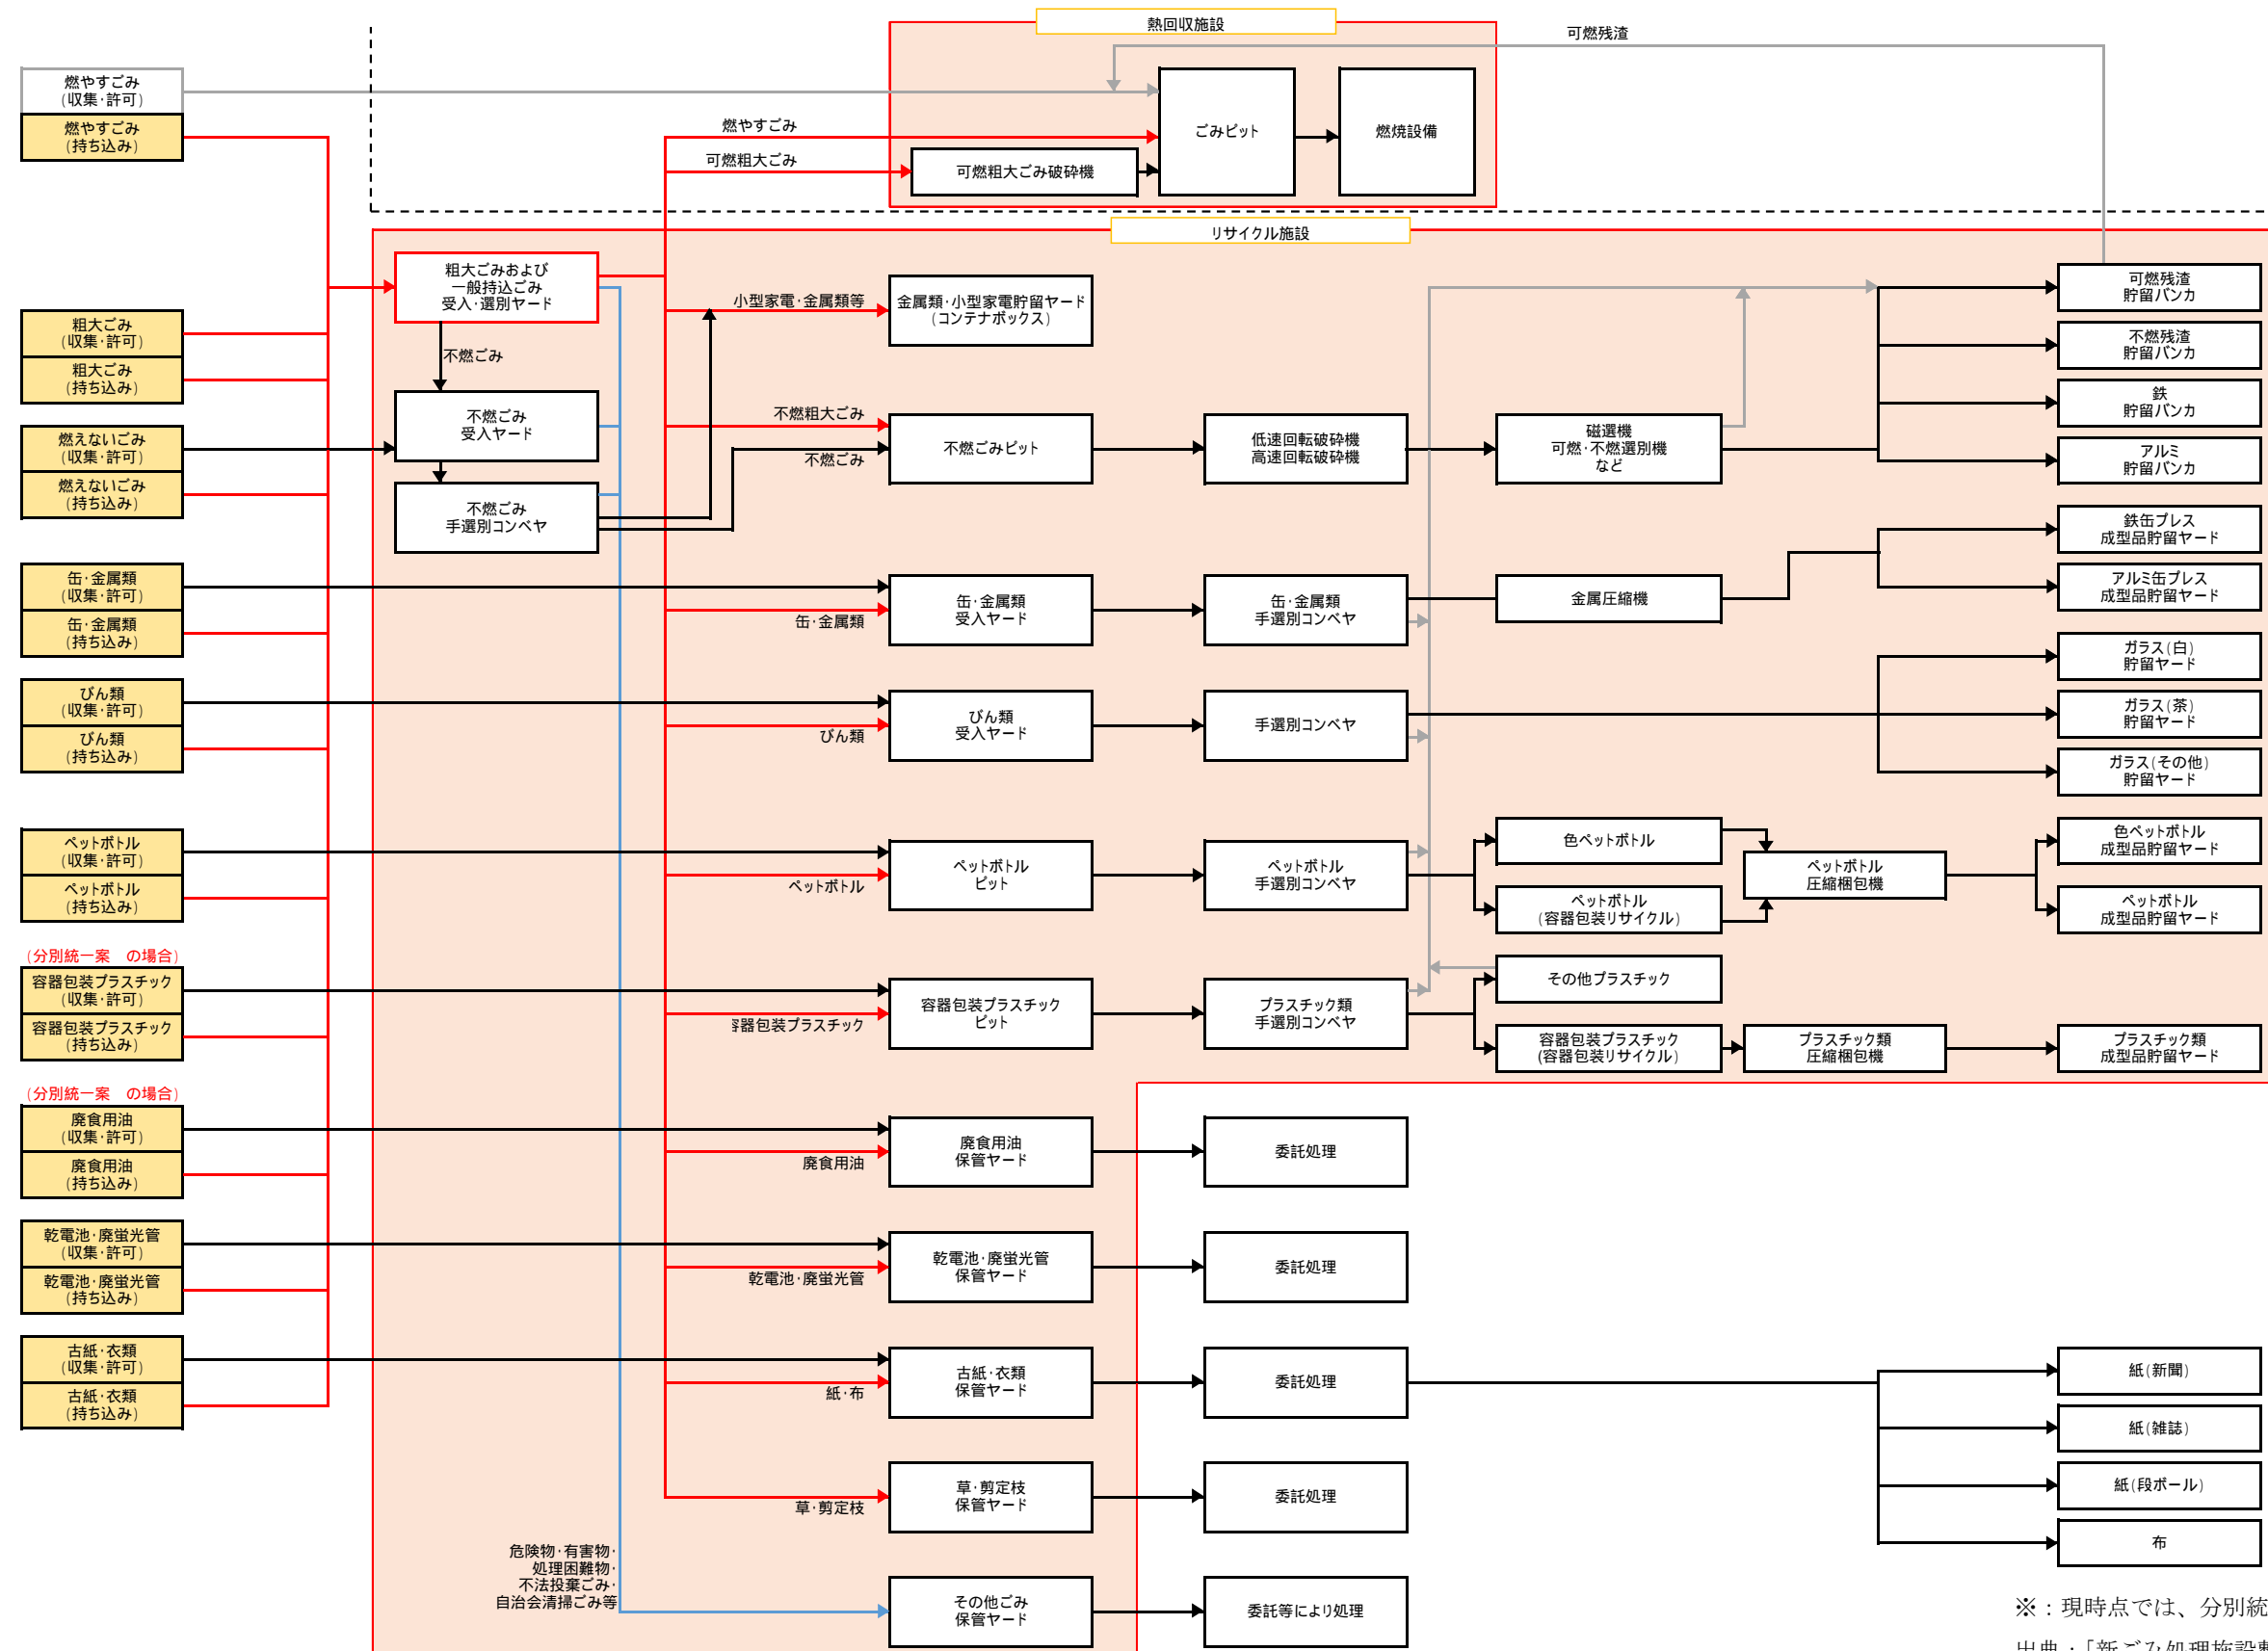 熱回収施設
可燃残渣
燃やすごみ
(収集・許可)
燃やすごみ
(持ち込み)
燃やすごみ
可燃粗大ごみ
可燃粗大ごみ破砕機
ごみピット
燃焼設備
リサイクル施設
粗大ごみおよび
一般持込ごみ
受入・選別ヤード
小型家電・金属類等
金属類・小型家電貯留ヤード
(コンテナボックス)
可燃残渣
貯留バンカ
粗大ごみ
(収集・許可)
粗大ごみ
(持ち込み)
不燃ごみ
不燃残渣
貯留バンカ
鉄
貯留バンカ
不燃ごみ
受入ヤード
燃えないごみ
(収集・許可)
燃えないごみ
(持ち込み)
不燃粗大ごみ
不燃ごみ
不燃ごみピット
低速回転破砕機
高速回転破砕機
磁選機
可燃・不燃選別機
など
アルミ
貯留バンカ
不燃ごみ
手選別コンベヤ
鉄缶プレス
成型品貯留ヤード
缶・金属類
(収集・許可)
缶・金属類
(持ち込み)
缶・金属類
缶・金属類
受入ヤード
缶・金属類
手選別コンベヤ
金属圧縮機
アルミ缶プレス
成型品貯留ヤード
ガラス(白)
貯留ヤード
びん類
(収集・許可)
びん類
(持ち込み)
びん類
びん類
受入ヤード
手選別コンベヤ
ガラス(茶)
貯留ヤード
ガラス(その他)
貯留ヤード
ペットボトル
(収集・許可)
ペットボトル
(持ち込み)
ペットボトル
ペットボトル
ピット
ペットボトル
手選別コンベヤ
色ペットボトル
ペットボトル
(容器包装リサイクル)
ペットボトル
圧縮梱包機
色ペットボトル
成型品貯留ヤード
ペットボトル
成型品貯留ヤード
(分別統一案　の場合)
容器包装プラスチック
(収集・許可)
容器包装プラスチック
(持ち込み)
容器包装プラスチック
容器包装プラスチック
ピット
プラスチック類
手選別コンベヤ
その他プラスチック
容器包装プラスチック
(容器包装リサイクル)
プラスチック類
圧縮梱包機
プラスチック類
成型品貯留ヤード
(分別統一案　の場合)
廃食用油
(収集・許可)
廃食用油
(持ち込み)
廃食用油
廃食用油
保管ヤード
委託処理
乾電池・廃蛍光管
(収集・許可)
乾電池・廃蛍光管
(持ち込み)
乾電池・廃蛍光管
乾電池・廃蛍光管
保管ヤード
委託処理
古紙・衣類
(収集・許可)
古紙・衣類
(持ち込み)
紙・布
古紙・衣類
保管ヤード
委託処理
紙(新聞)
紙(雑誌)
草・剪定枝
草・剪定枝
保管ヤード
委託処理
紙(段ボール)
布
危険物・有害物・
処理困難物・
不法投棄ごみ・
自治会清掃ごみ等
その他ごみ
保管ヤード
委託等により処理
※：現時点では、分別統
出典：「新ごみ処理施設